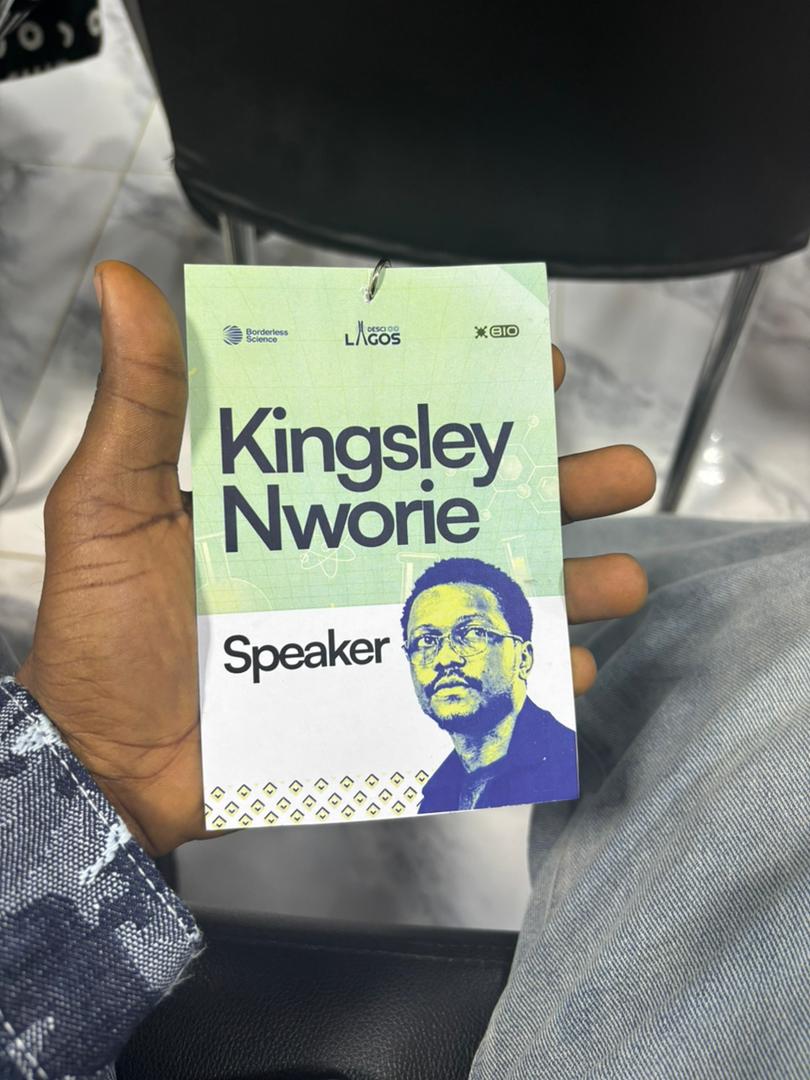 Borderless
Science
DESCI
LAGOS
BIO
Kingsley
Nworie
Speaker